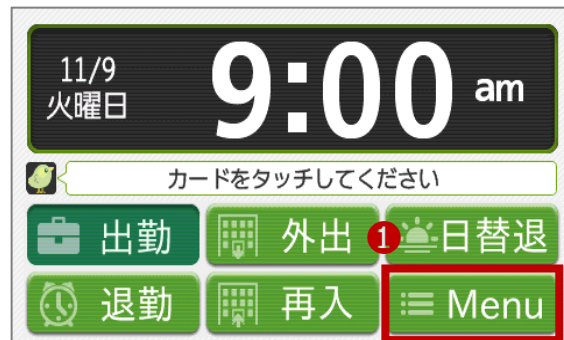 11/9
火曜日
9:00 am
カードをタッチしてください
出勤 外出 1 日替退
退勤 再入 Menu